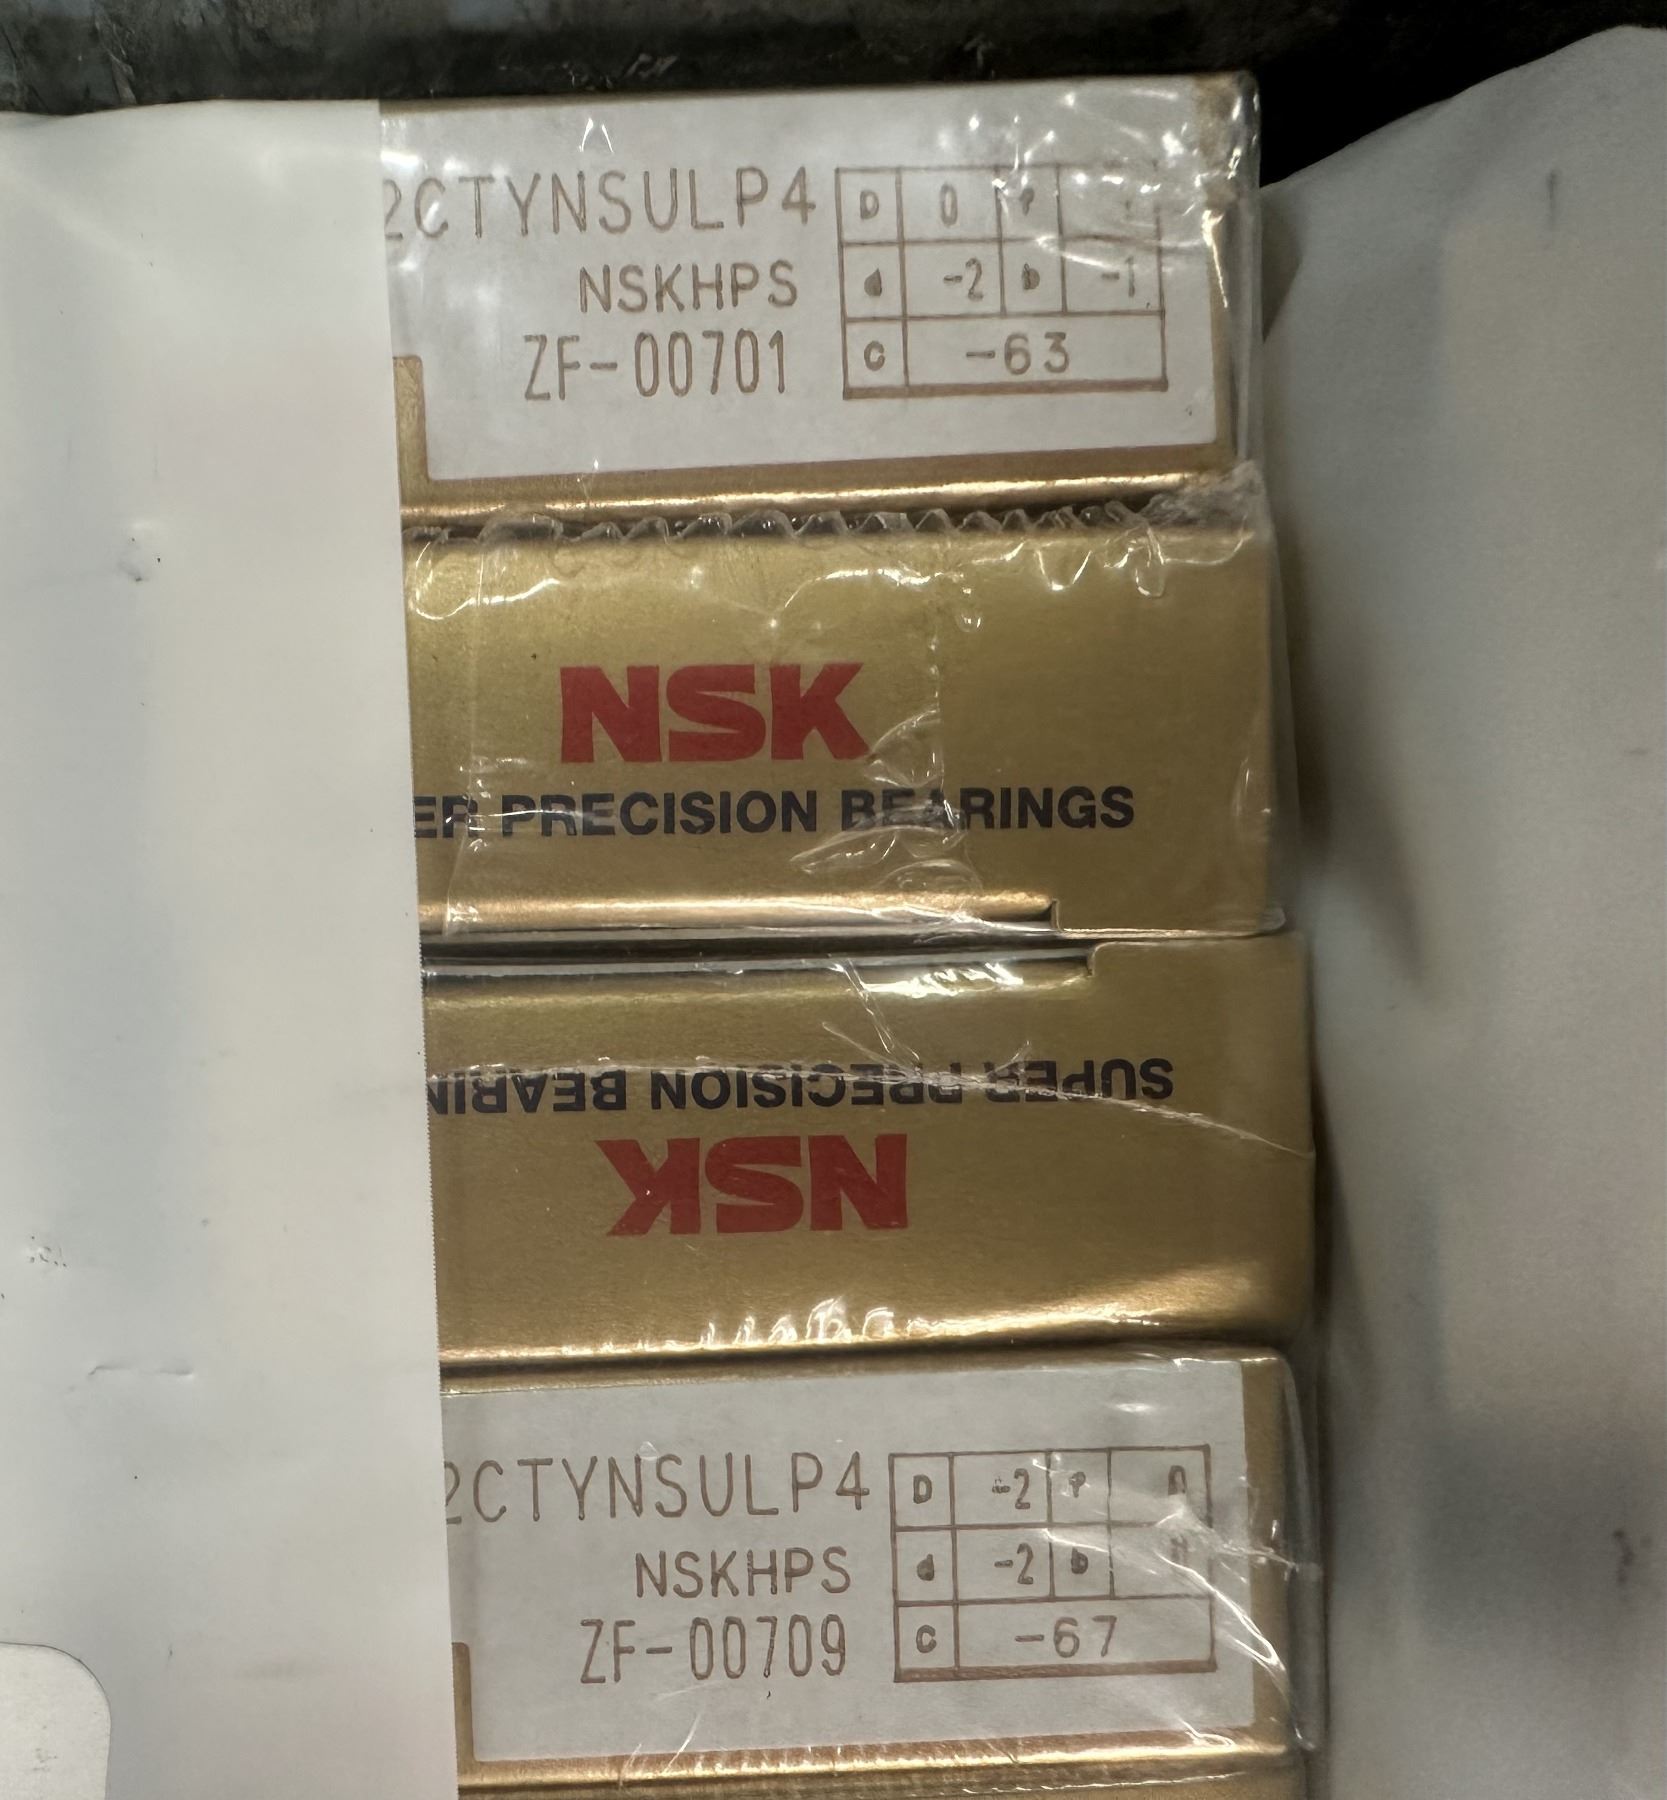 2CTYNSULP4
D 0 P
NSKHPS
d -2 b -1
ZF-00701
C -63
NSK
ER PRECISION BEARINGS
NSK
SUPER PRECISION BEARIN
2CTYNSULP4
D -2 P 0
NSKHPS
d -2 b
ZF-00709
C -67